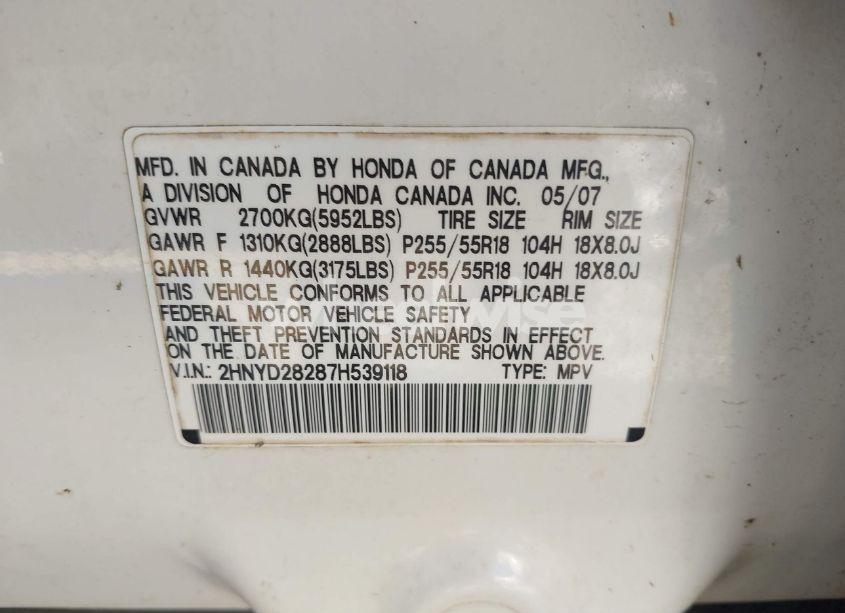 MFD. IN CANADA BY HONDA OF CANADA MFG.,
A DIVISION OF HONDA CANADA INC. 05/07
GVWR 2700KG(5952LBS) TIRE SIZE RIM SIZE
GAWR F 1310KG(2888LBS) P255/55R18 104H 18X8.0J
GAWR R 1440KG(3175LBS) P255/55R18 104H 18X8.0J
THIS VEHICLE CONFORMS TO ALL APPLICABLE
FEDERAL MOTOR VEHICLE SAFETY
AND THEFT PREVENTION STANDARDS IN EFFECT
ON THE DATE OF MANUFACTURE SHOWN ABOVE.
V.I.N.: 2HNYD28287H539118 TYPE: MPV